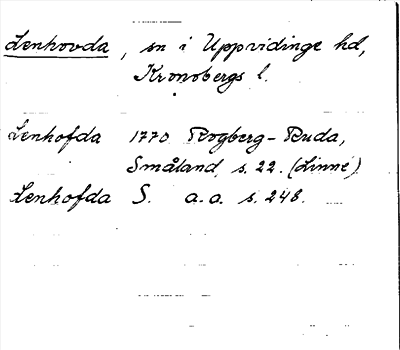 Lenhovda, sn i Uppvidinge hd,
Kronobergs l.
Lenhofda 1770 Rogberg-Ruda,
Småland, s. 22. (Linné)
Lenhofda S. a.a. s. 248.